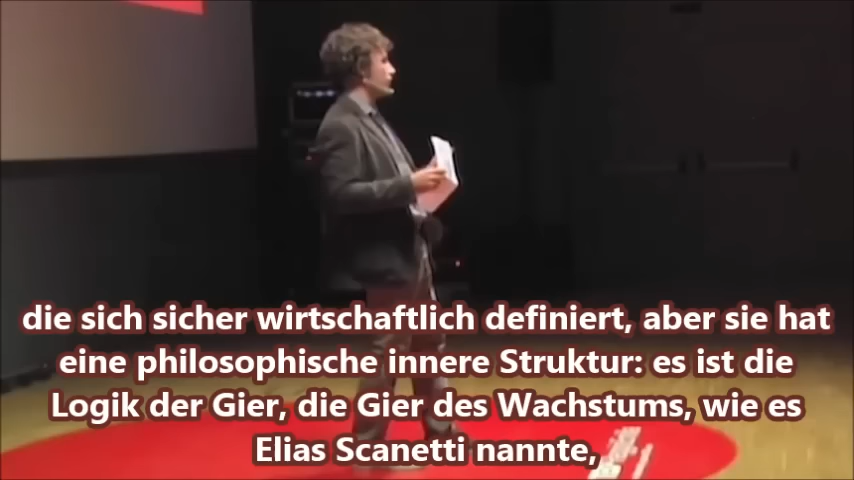 die sich sicher wirtschaftlich definiert, aber sie hat
eine philosophische innere Struktur: es ist die
Logik der Gier, die Gier des Wachstums, wie es
Elias Scanetti nannte,